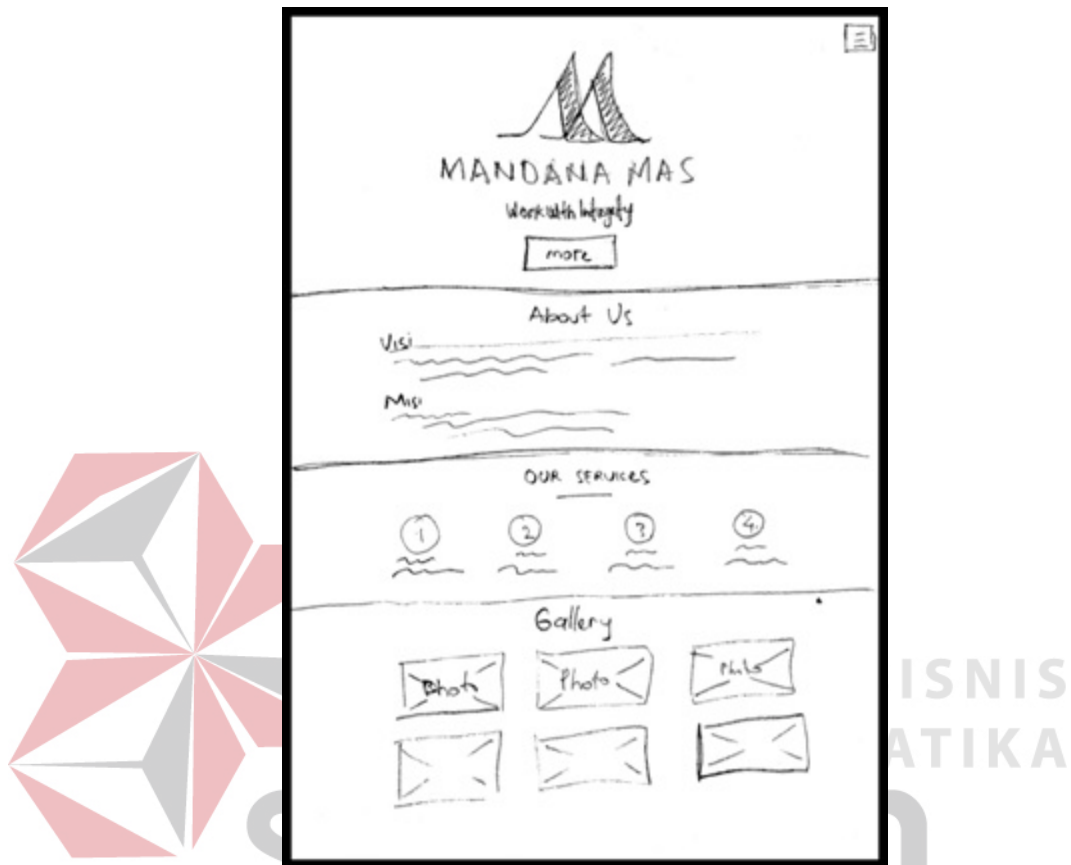 MANDANA MAS
Work with Integrity
more
About Us
Visi
Misi
OUR SERVICES
1 2 3 4
Gallery
Photo Photo Photo
ISNIS
ATIKA